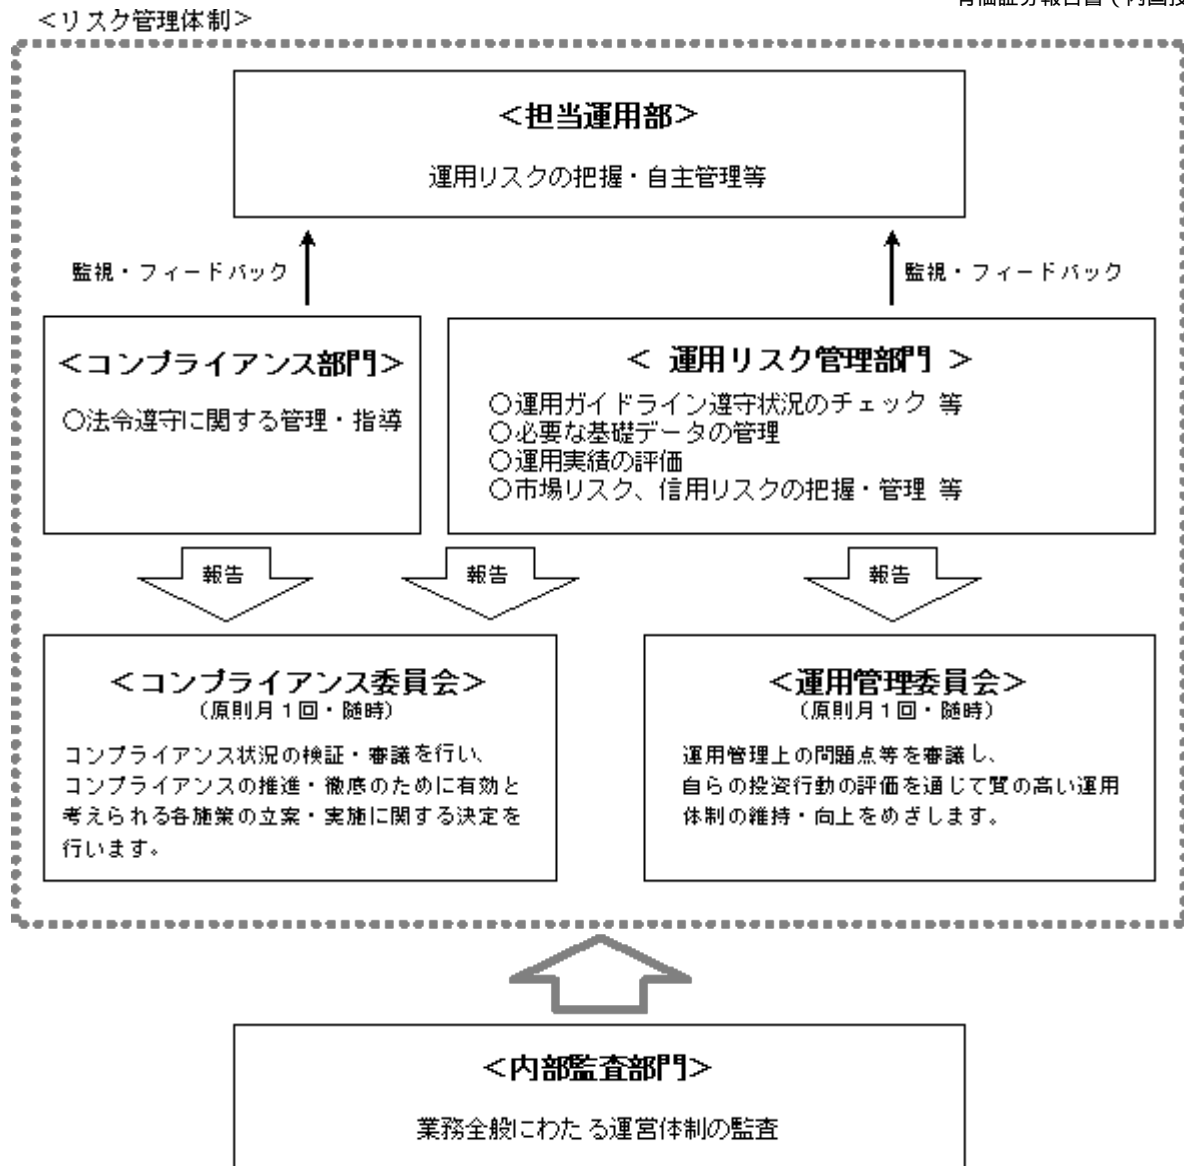 ＜リスク管理体制＞
＜担当運用部＞
運用リスクの把握・自主管理等
監視・フィードバック
監視・フィードバック
＜コンプライアンス部門＞
○法令遵守に関する管理・指導
＜ 運用リスク管理部門 ＞
○運用ガイドライン遵守状況のチェック 等
○必要な基礎データの管理
○運用実績の評価
○市場リスク、信用リスクの把握・管理 等
報告
報告
報告
＜コンプライアンス委員会＞
（原則月１回・随時）
コンプライアンス状況の検証・審議を行い、
コンプライアンスの推進・徹底のために有効と
考えられる各施策の立案・実施に関する決定を
行います。
＜運用管理委員会＞
（原則月１回・随時）
運用管理上の問題点等を審議し、
自らの投資行動の評価を通じて質の高い運用
体制の維持・向上をめざします。
＜内部監査部門＞
業務全般にわたる運営体制の監査